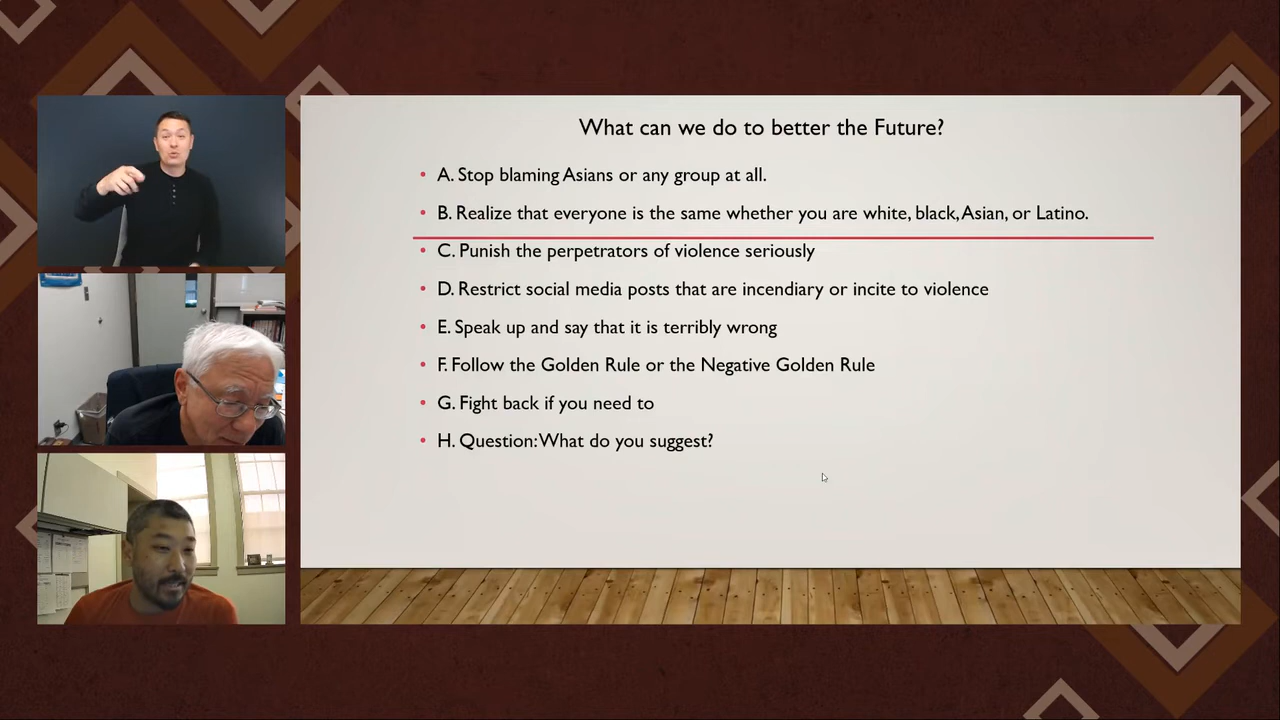 What can we do to better the Future?
• A. Stop blaming Asians or any group at all.
• B. Realize that everyone is the same whether you are white, black, Asian, or Latino.
• C. Punish the perpetrators of violence seriously
• D. Restrict social media posts that are incendiary or incite to violence
• E. Speak up and say that it is terribly wrong
• F. Follow the Golden Rule or the Negative Golden Rule
• G. Fight back if you need to
• H. Question: What do you suggest?